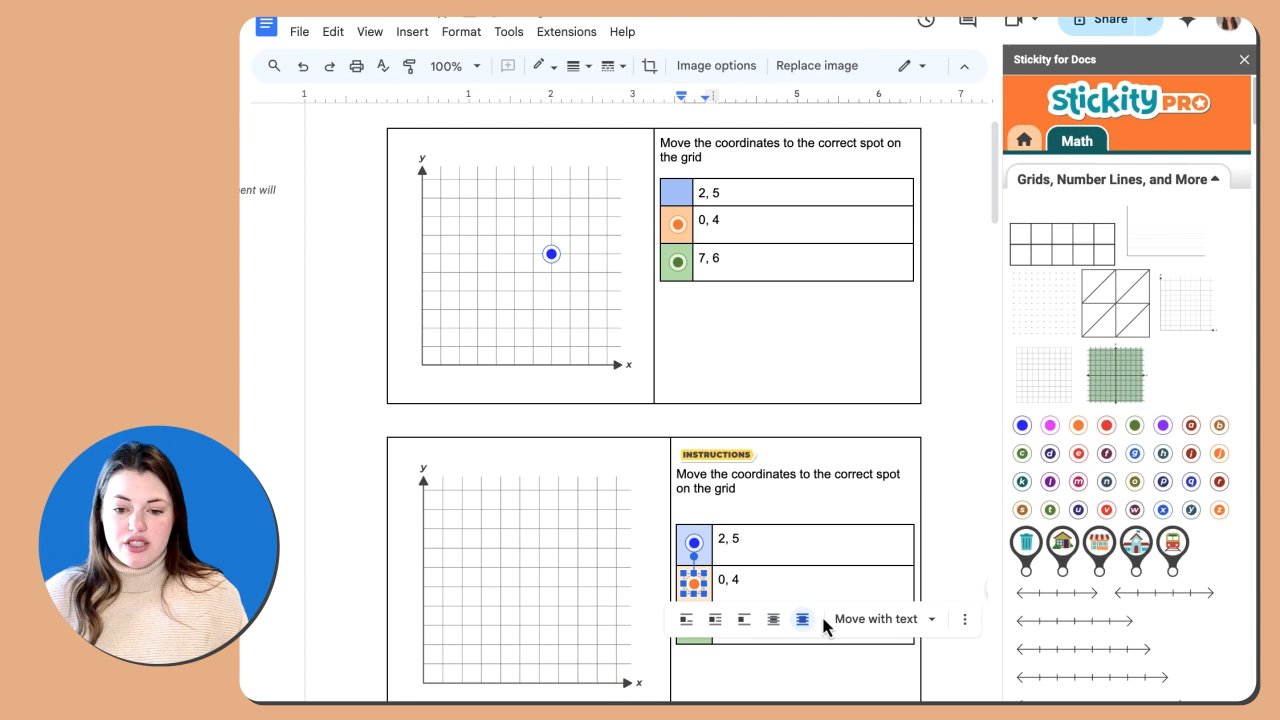 File Edit View Insert Format Tools Extensions Help
Share
100% Image options Replace image
1 1 2 3 5 6 7
Stickity for Docs
Stickity PRO
Math
Grids, Number Lines, and More
ent will
y
x
Move the coordinates to the correct spot on
the grid
2, 5
0, 4
7, 6
y
x
INSTRUCTIONS
Move the coordinates to the correct spot
on the grid
2, 5
0, 4
Move with text
a b
c d e f g h i j
k l m n o p q r
s t u v w x y z